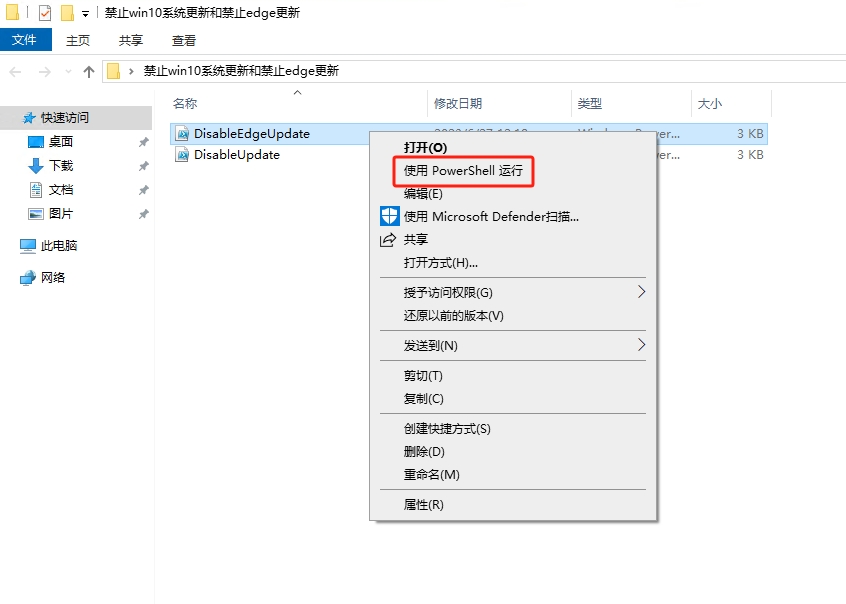 禁止win10系统更新和禁止edge更新
文件 主页 共享 查看
禁止win10系统更新和禁止edge更新
名称 修改日期 类型 大小
快速访问
桌面
下载
文档
图片
此电脑
网络
DisableEdgeUpdate 3 KB
DisableUpdate 3 KB
打开(O)
使用 PowerShell 运行
编辑(E)
使用 Microsoft Defender扫描...
共享
打开方式(H)...
授予访问权限(G)
还原以前的版本(V)
发送到(N)
剪切(T)
复制(C)
创建快捷方式(S)
删除(D)
重命名(M)
属性(R)